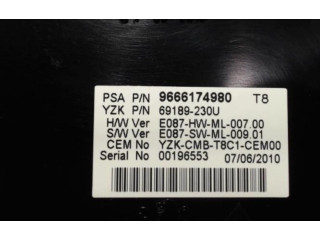 PSA P/N 9666174980 T8
YZK P/N 69189-230U
H/W Ver E087-HW-ML-007.00
S/W Ver E087-SW-ML-009.01
CEM No YZK-CMB-T8C1-CEM00
Serial No 00196553 07/06/2010